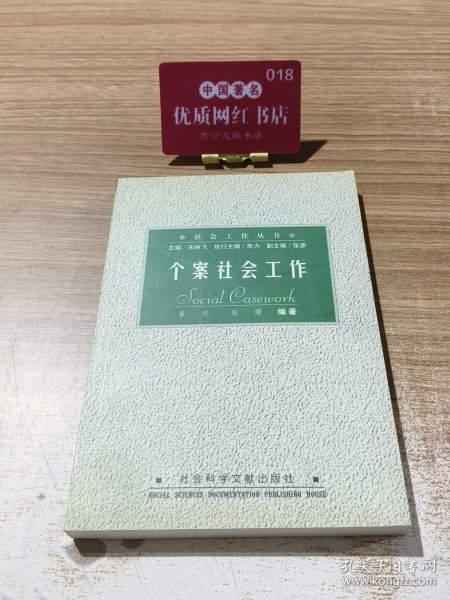 018
中国著名
优质网红书店
古今文献书店
社会工作丛书
主编／宋林飞 执行主编／朱力 副主编／张彦
个案社会工作
Social Casework
翟进 张曙 编著
社会科学文献出版社
SOCIAL SCIENCES DOCUMENTATION PUBLISHING HOUSE
孔夫子旧书网
www.kongfz.com